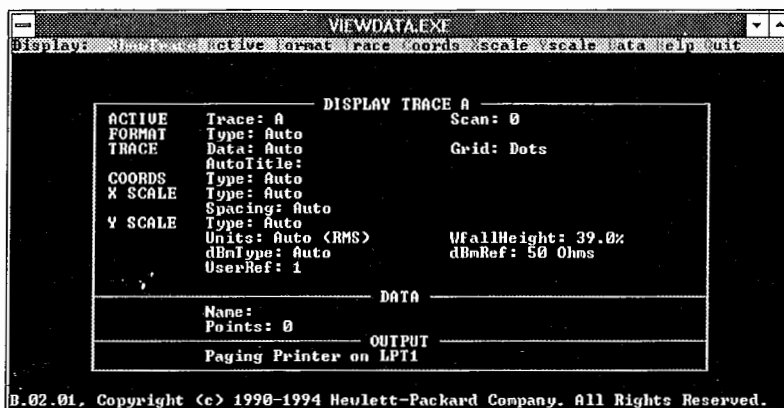 VIEWDATA.EXE
Display: ShowTrace Active Format Trace Coords Xscale Yscale Data Help Quit
DISPLAY TRACE A
ACTIVE Trace: A Scan: 0
FORMAT Type: Auto
TRACE Data: Auto Grid: Dots
AutoTitle:
COORDS Type: Auto
X SCALE Type: Auto
Spacing: Auto
Y SCALE Type: Auto
Units: Auto (RMS) WfallHeight: 39.0%
dBmType: Auto dBmRef: 50 Ohms
UserRef: 1
DATA
Name:
Points: 0
OUTPUT
Paging Printer on LPT1
B.02.01, Copyright (c) 1990-1994 Hewlett-Packard Company. All Rights Reserved.